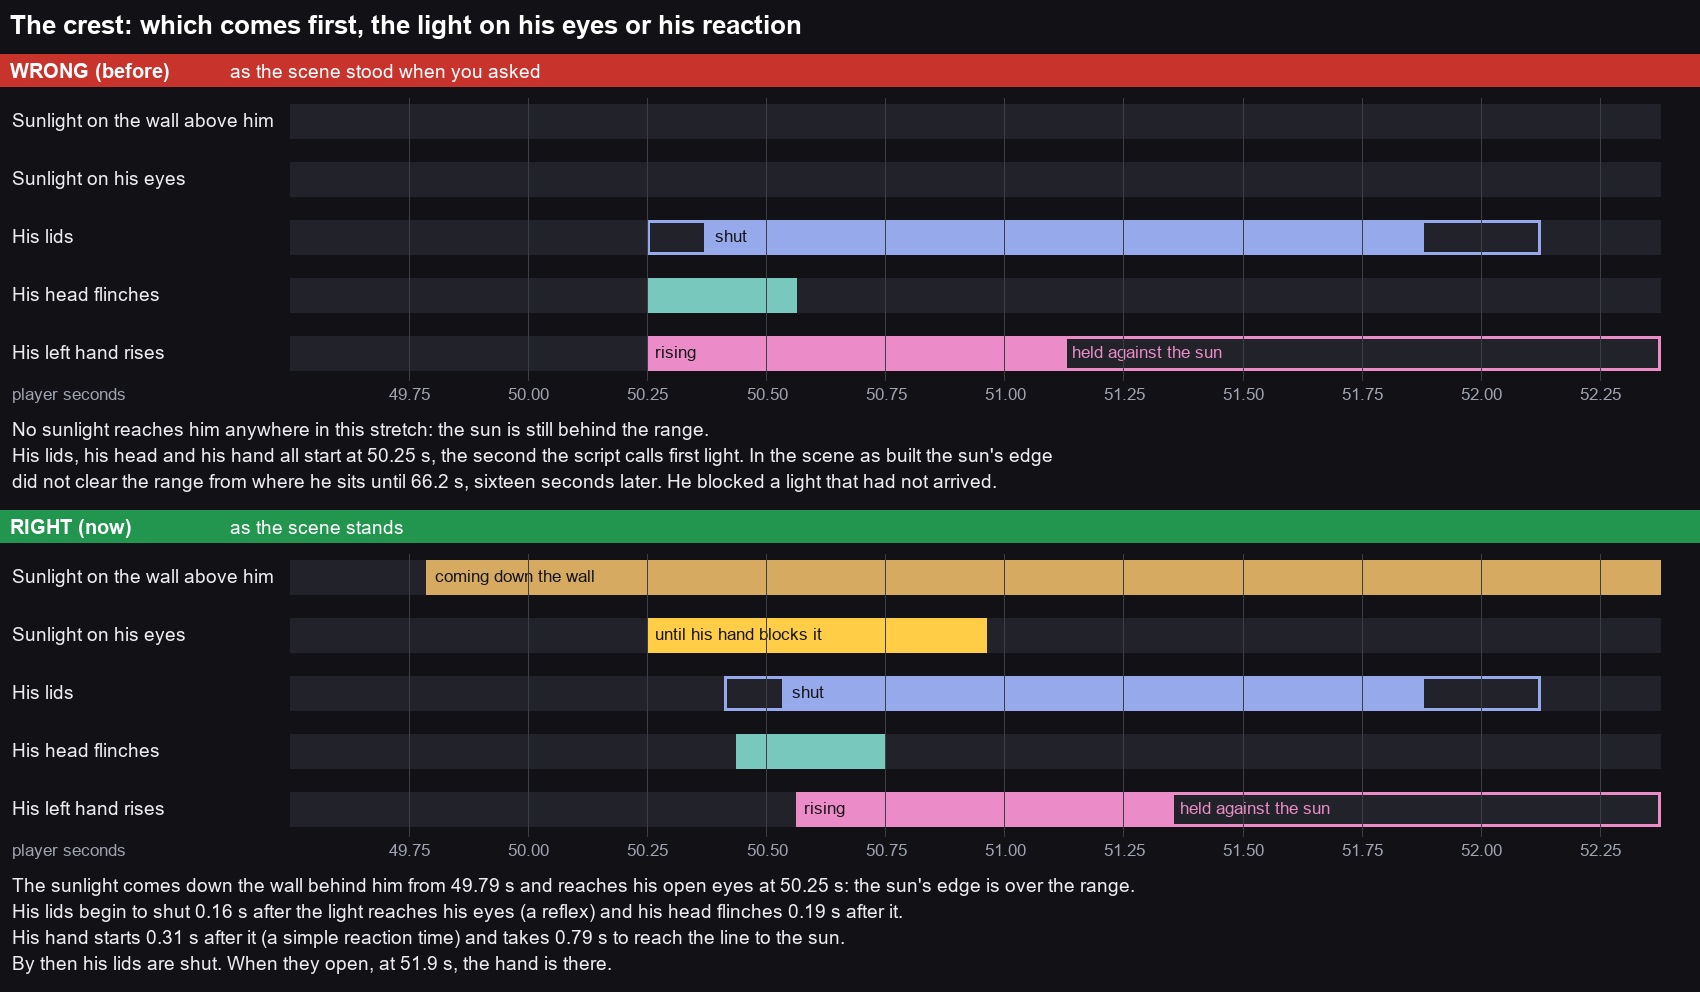 The crest: which comes first, the light on his eyes or his reaction
WRONG (before) as the scene stood when you asked
Sunlight on the wall above him
Sunlight on his eyes
His lids shut
His head flinches
His left hand rises rising held against the sun
player seconds 49.75 50.00 50.25 50.50 50.75 51.00 51.25 51.50 51.75 52.00 52.25
No sunlight reaches him anywhere in this stretch: the sun is still behind the range.
His lids, his head and his hand all start at 50.25 s, the second the script calls first light. In the scene as built the sun's edge
did not clear the range from where he sits until 66.2 s, sixteen seconds later. He blocked a light that had not arrived.
RIGHT (now) as the scene stands
Sunlight on the wall above him coming down the wall
Sunlight on his eyes until his hand blocks it
His lids shut
His head flinches
His left hand rises rising held against the sun
player seconds 49.75 50.00 50.25 50.50 50.75 51.00 51.25 51.50 51.75 52.00 52.25
The sunlight comes down the wall behind him from 49.79 s and reaches his open eyes at 50.25 s: the sun's edge is over the range.
His lids begin to shut 0.16 s after the light reaches his eyes (a reflex) and his head flinches 0.19 s after it.
His hand starts 0.31 s after it (a simple reaction time) and takes 0.79 s to reach the line to the sun.
By then his lids are shut. When they open, at 51.9 s, the hand is there.